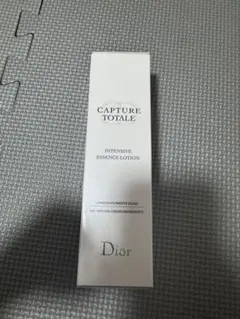 CAPTURE
TOTALE
INTENSIVE
ESSENCE LOTION
Dior